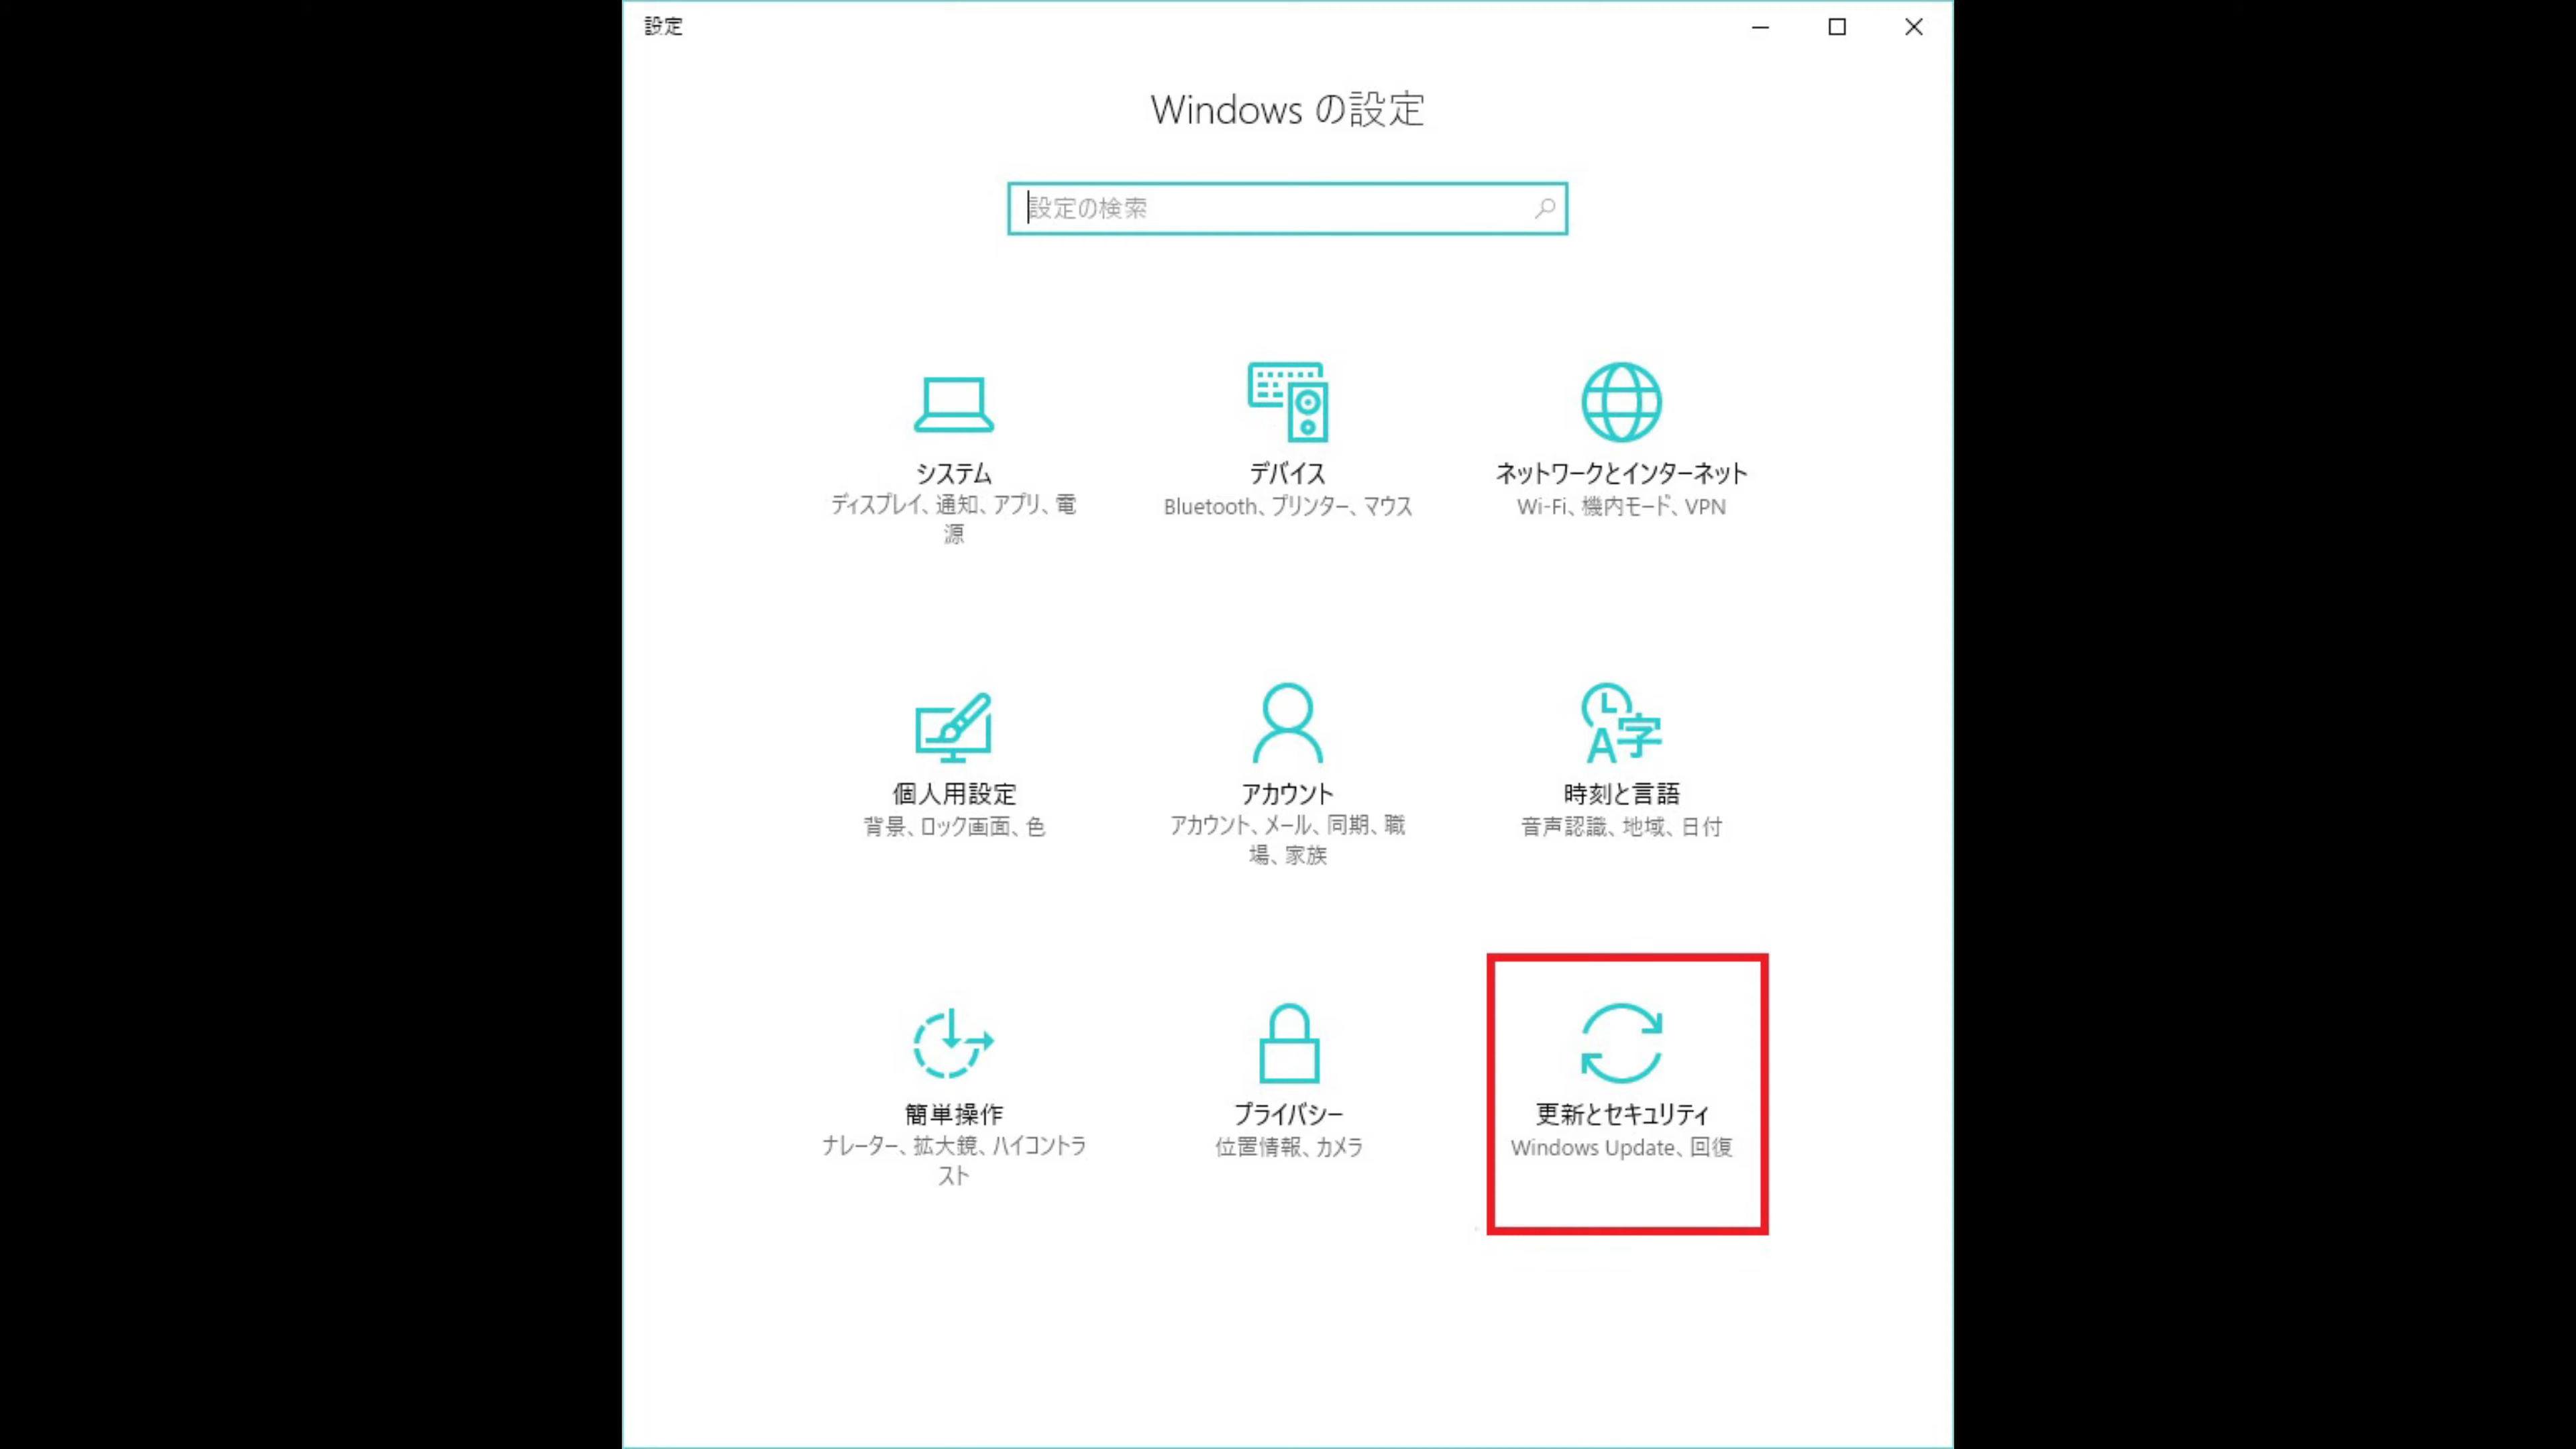 設定
Windows の設定
設定の検索
システム
ディスプレイ、通知、アプリ、電
源
デバイス
Bluetooth、プリンター、マウス
ネットワークとインターネット
Wi-Fi、機内モード、VPN
個人用設定
背景、ロック画面、色
アカウント
アカウント、メール、同期、職
場、家族
時刻と言語
音声認識、地域、日付
簡単操作
ナレーター、拡大鏡、ハイコントラ
スト
プライバシー
位置情報、カメラ
更新とセキュリティ
Windows Update、回復